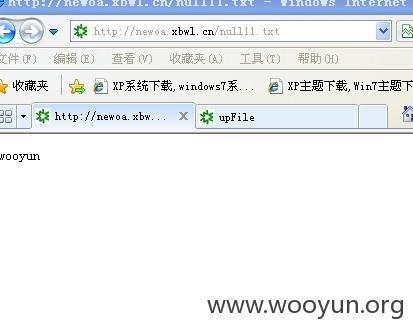 http://newoa.xbwl.cn/null11.txt - Windows Internet
http://newoa.xbwl.cn/null11.txt
文件(F) 编辑(E) 查看(V) 收藏夹(A) 工具(T) 帮助(H)
收藏夹 XP系统下载,windows7系... XP主题下载,Win7主题下
http://newoa.xbw... upFile
wooyun
www.wooyun.org